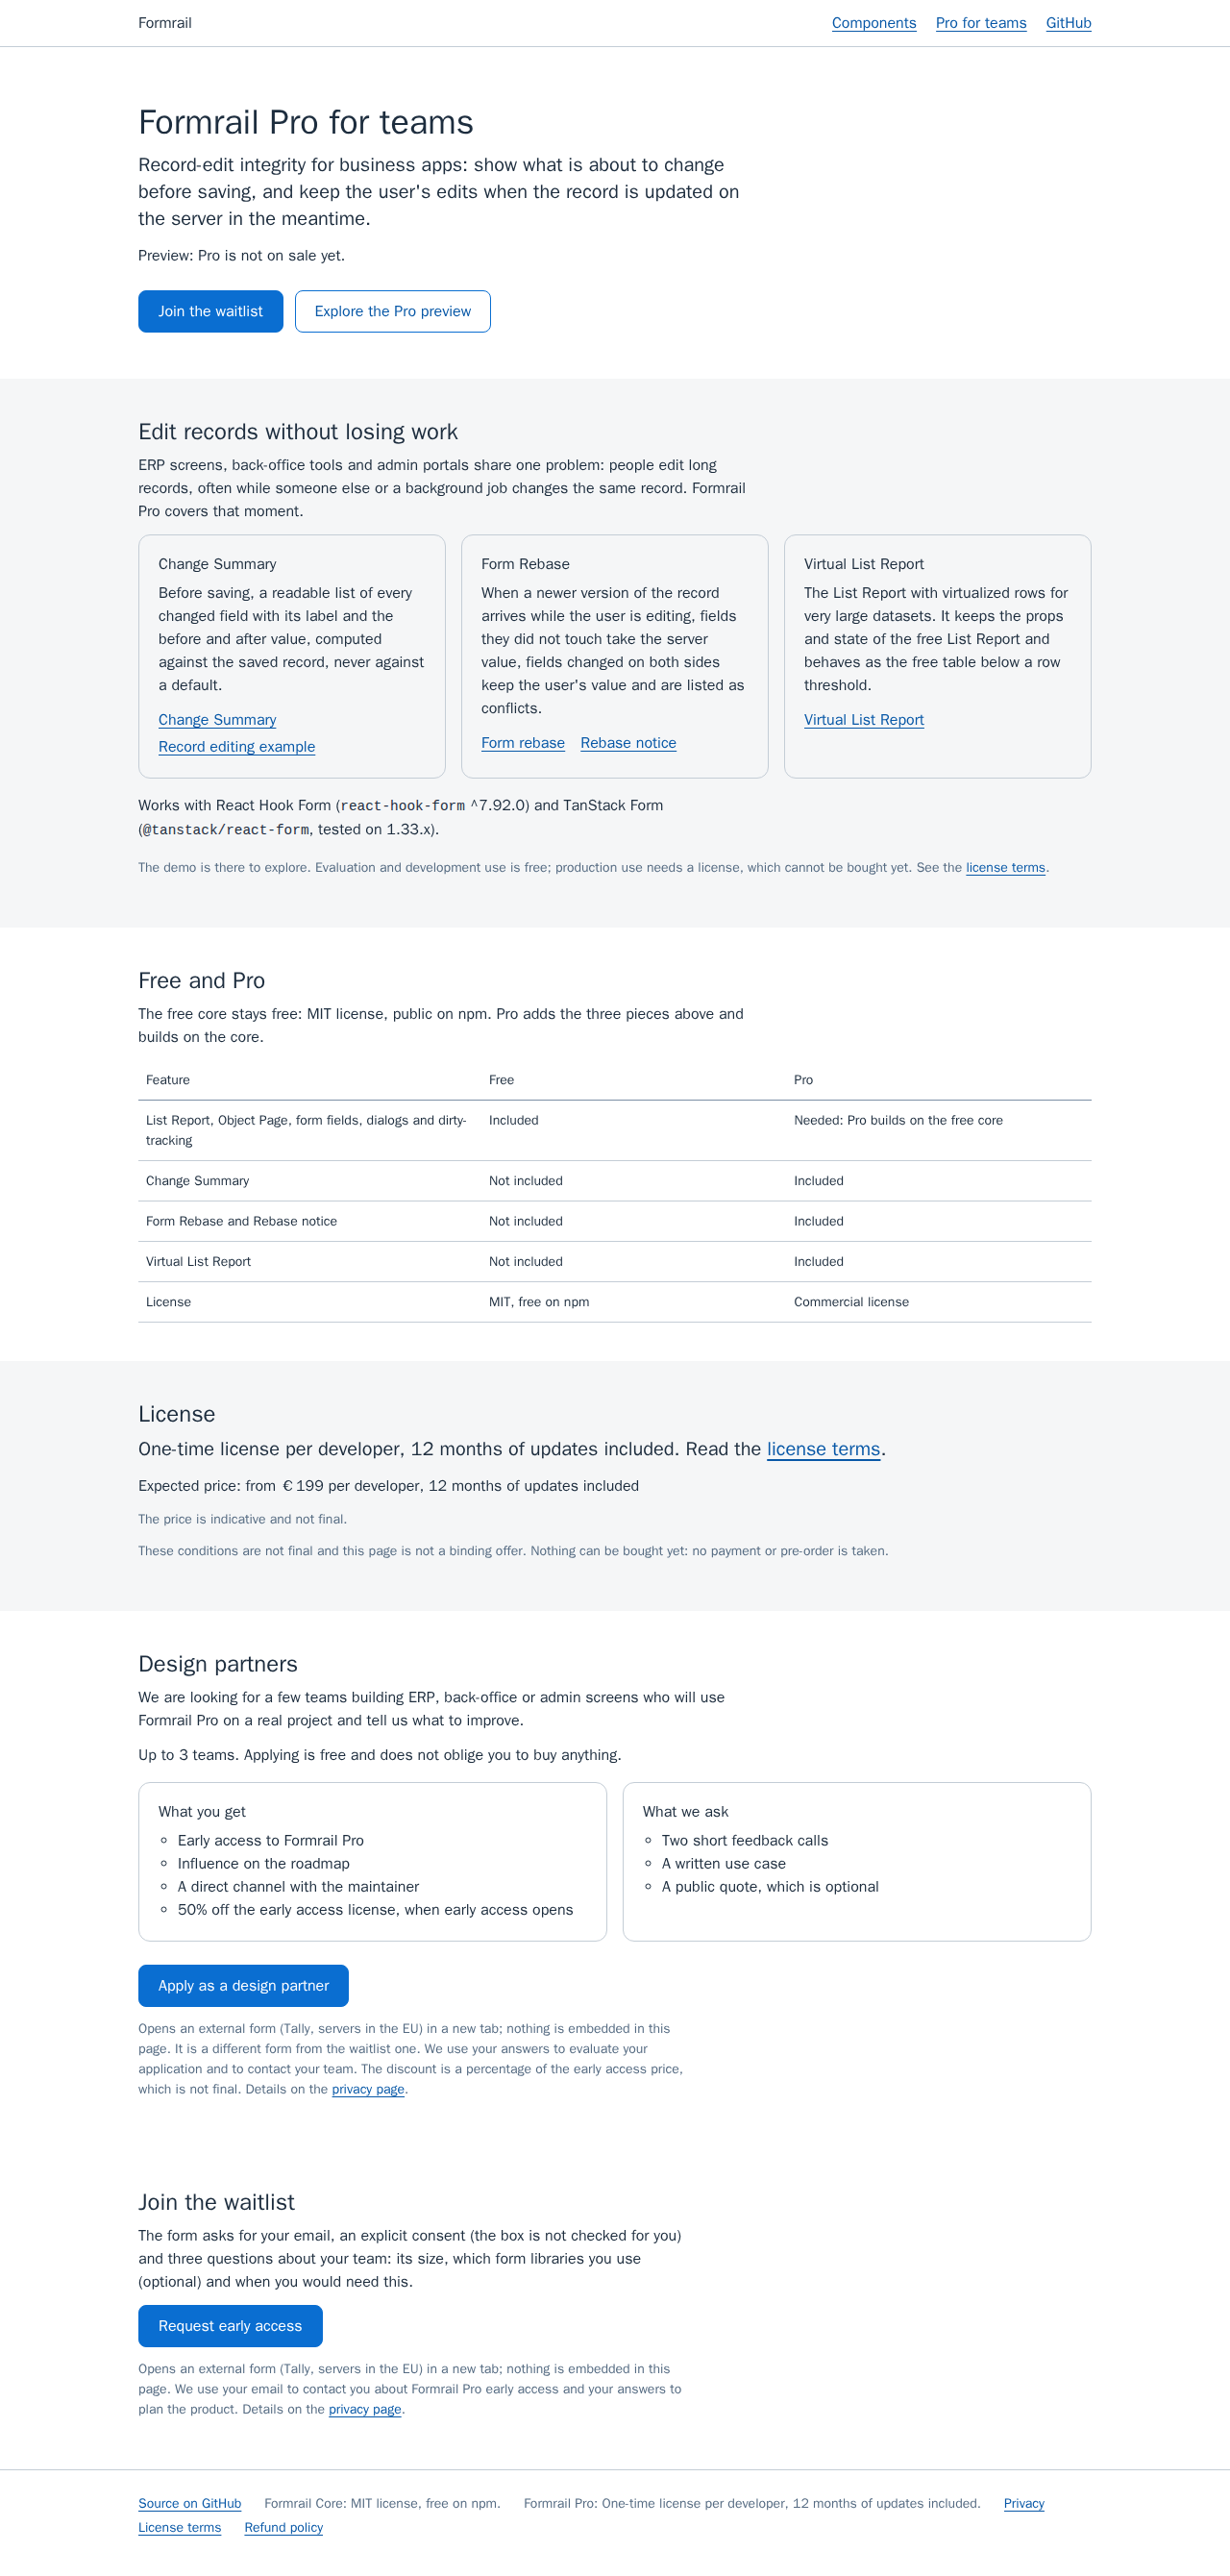 Formrail
Components
Pro for teams
GitHub
Formrail Pro for teams
Record-edit integrity for business apps: show what is about to change
before saving, and keep the user's edits when the record is updated on
the server in the meantime.
Preview: Pro is not on sale yet.
Join the waitlist
Explore the Pro preview
Edit records without losing work
ERP screens, back-office tools and admin portals share one problem: people edit long
records, often while someone else or a background job changes the same record. Formrail
Pro covers that moment.
Change Summary
Before saving, a readable list of every
changed field with its label and the
before and after value, computed
against the saved record, never against
a default.
Change Summary
Record editing example
Form Rebase
When a newer version of the record
arrives while the user is editing, fields
they did not touch take the server
value, fields changed on both sides
keep the user's value and are listed as
conflicts.
Form rebase
Rebase notice
Virtual List Report
The List Report with virtualized rows for
very large datasets. It keeps the props
and state of the free List Report and
behaves as the free table below a row
threshold.
Virtual List Report
Works with React Hook Form (react-hook-form ^7.92.0) and TanStack Form
(@tanstack/react-form, tested on 1.33.x).
The demo is there to explore. Evaluation and development use is free; production use needs a license, which cannot be bought yet. See the license terms.
Free and Pro
The free core stays free: MIT license, public on npm. Pro adds the three pieces above and
builds on the core.
Feature
Free
Pro
List Report, Object Page, form fields, dialogs and dirty-
tracking
Included
Needed: Pro builds on the free core
Change Summary
Not included
Included
Form Rebase and Rebase notice
Not included
Included
Virtual List Report
Not included
Included
License
MIT, free on npm
Commercial license
License
One-time license per developer, 12 months of updates included. Read the license terms.
Expected price: from € 199 per developer, 12 months of updates included
The price is indicative and not final.
These conditions are not final and this page is not a binding offer. Nothing can be bought yet: no payment or pre-order is taken.
Design partners
We are looking for a few teams building ERP, back-office or admin screens who will use
Formrail Pro on a real project and tell us what to improve.
Up to 3 teams. Applying is free and does not oblige you to buy anything.
What you get
Early access to Formrail Pro
Influence on the roadmap
A direct channel with the maintainer
50% off the early access license, when early access opens
What we ask
Two short feedback calls
A written use case
A public quote, which is optional
Apply as a design partner
Opens an external form (Tally, servers in the EU) in a new tab; nothing is embedded in this
page. It is a different form from the waitlist one. We use your answers to evaluate your
application and to contact your team. The discount is a percentage of the early access price,
which is not final. Details on the privacy page.
Join the waitlist
The form asks for your email, an explicit consent (the box is not checked for you)
and three questions about your team: its size, which form libraries you use
(optional) and when you would need this.
Request early access
Opens an external form (Tally, servers in the EU) in a new tab; nothing is embedded in this
page. We use your email to contact you about Formrail Pro early access and your answers to
plan the product. Details on the privacy page.
Source on GitHub
Formrail Core: MIT license, free on npm.
Formrail Pro: One-time license per developer, 12 months of updates included.
Privacy
License terms
Refund policy